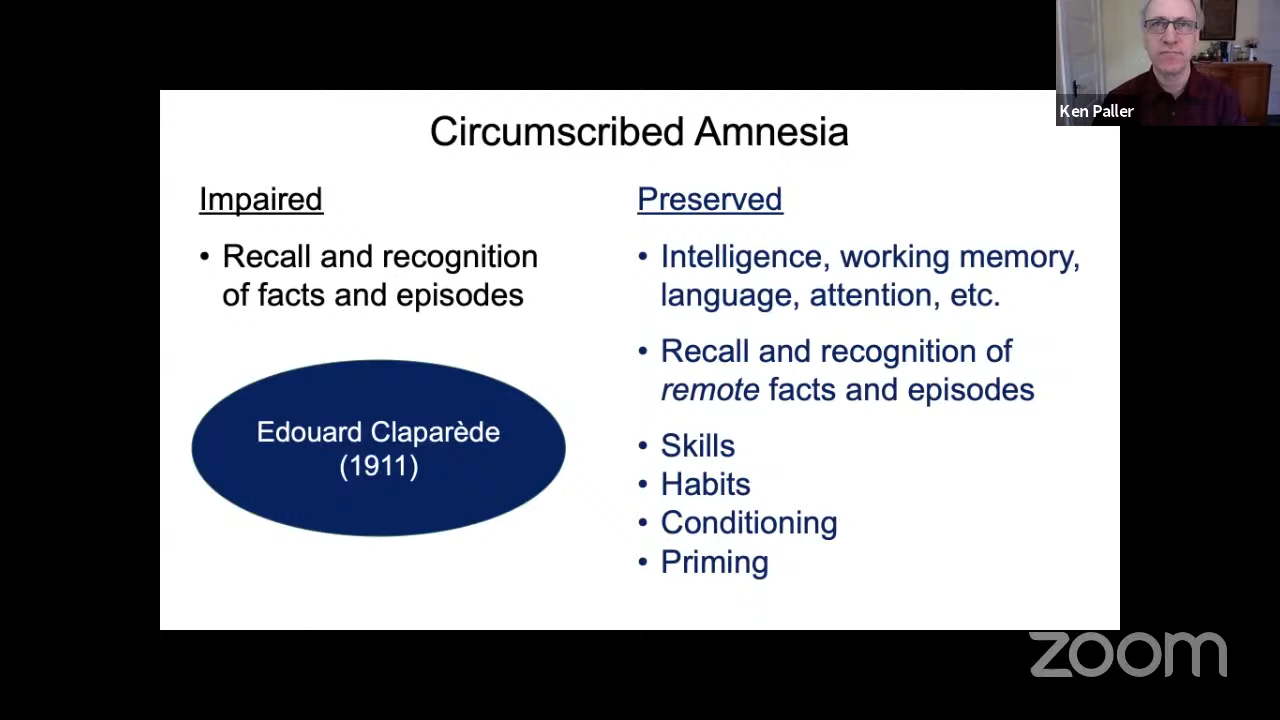 Ken Paller
Circumscribed Amnesia
Impaired
• Recall and recognition
of facts and episodes
Edouard Claparède
(1911)
Preserved
• Intelligence, working memory,
language, attention, etc.
• Recall and recognition of
remote facts and episodes
• Skills
• Habits
• Conditioning
• Priming
zoom